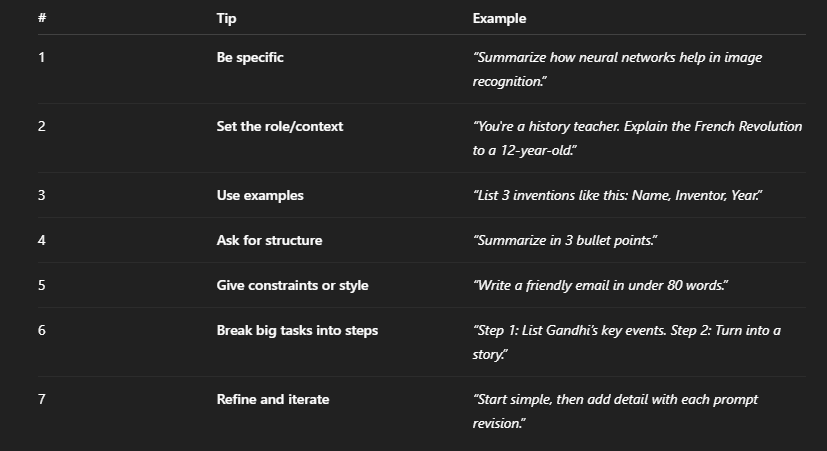 # Tip Example
1 Be specific “Summarize how neural networks help in image
recognition.”
2 Set the role/context “You're a history teacher. Explain the French Revolution
to a 12-year-old.”
3 Use examples “List 3 inventions like this: Name, Inventor, Year.”
4 Ask for structure “Summarize in 3 bullet points.”
5 Give constraints or style “Write a friendly email in under 80 words.”
6 Break big tasks into steps “Step 1: List Gandhi’s key events. Step 2: Turn into a
story.”
7 Refine and iterate “Start simple, then add detail with each prompt
revision.”